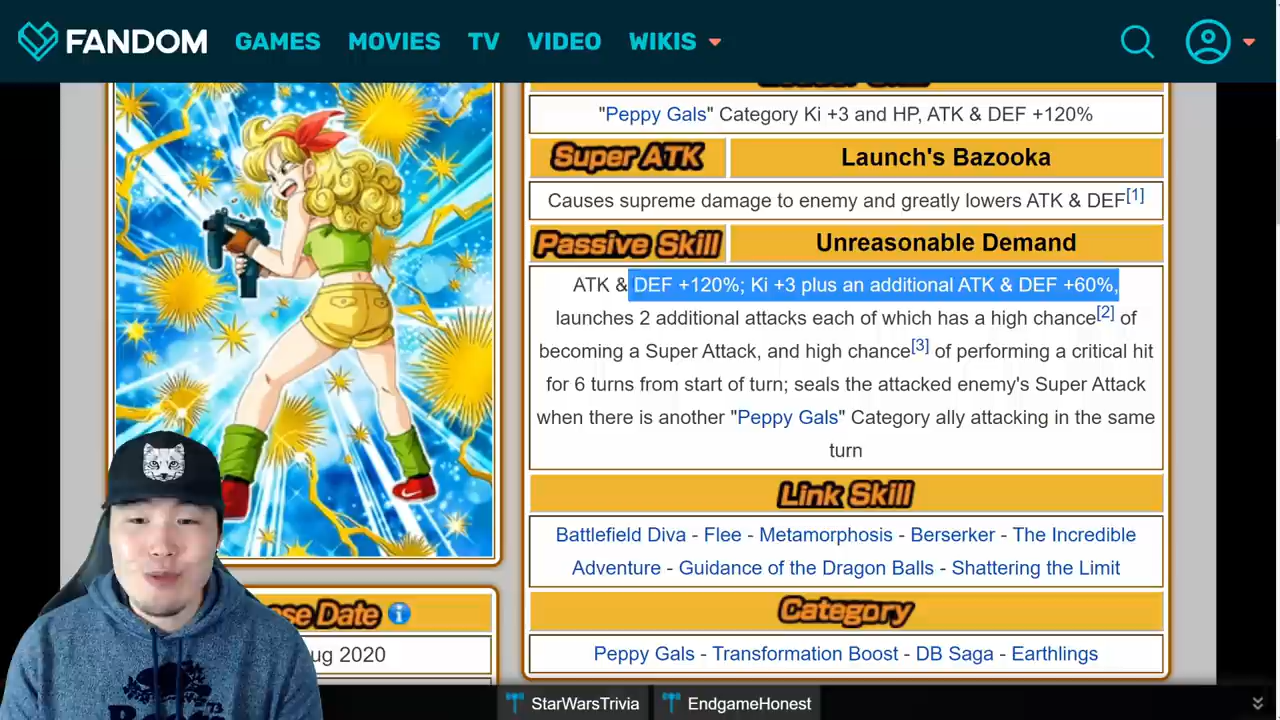 FANDOM GAMES MOVIES TV VIDEO WIKIS
"Peppy Gals" Category Ki +3 and HP, ATK & DEF +120%
Super ATK Launch's Bazooka
Causes supreme damage to enemy and greatly lowers ATK & DEF[1]
Passive Skill Unreasonable Demand
ATK & DEF +120%; Ki +3 plus an additional ATK & DEF +60%,
launches 2 additional attacks each of which has a high chance[2] of
becoming a Super Attack, and high chance[3] of performing a critical hit
for 6 turns from start of turn; seals the attacked enemy's Super Attack
when there is another "Peppy Gals" Category ally attacking in the same
turn
Link Skill
Battlefield Diva - Flee - Metamorphosis - Berserker - The Incredible
Adventure - Guidance of the Dragon Balls - Shattering the Limit
Category
Peppy Gals - Transformation Boost - DB Saga - Earthlings
se Date i
ug 2020
StarWarsTrivia EndgameHonest